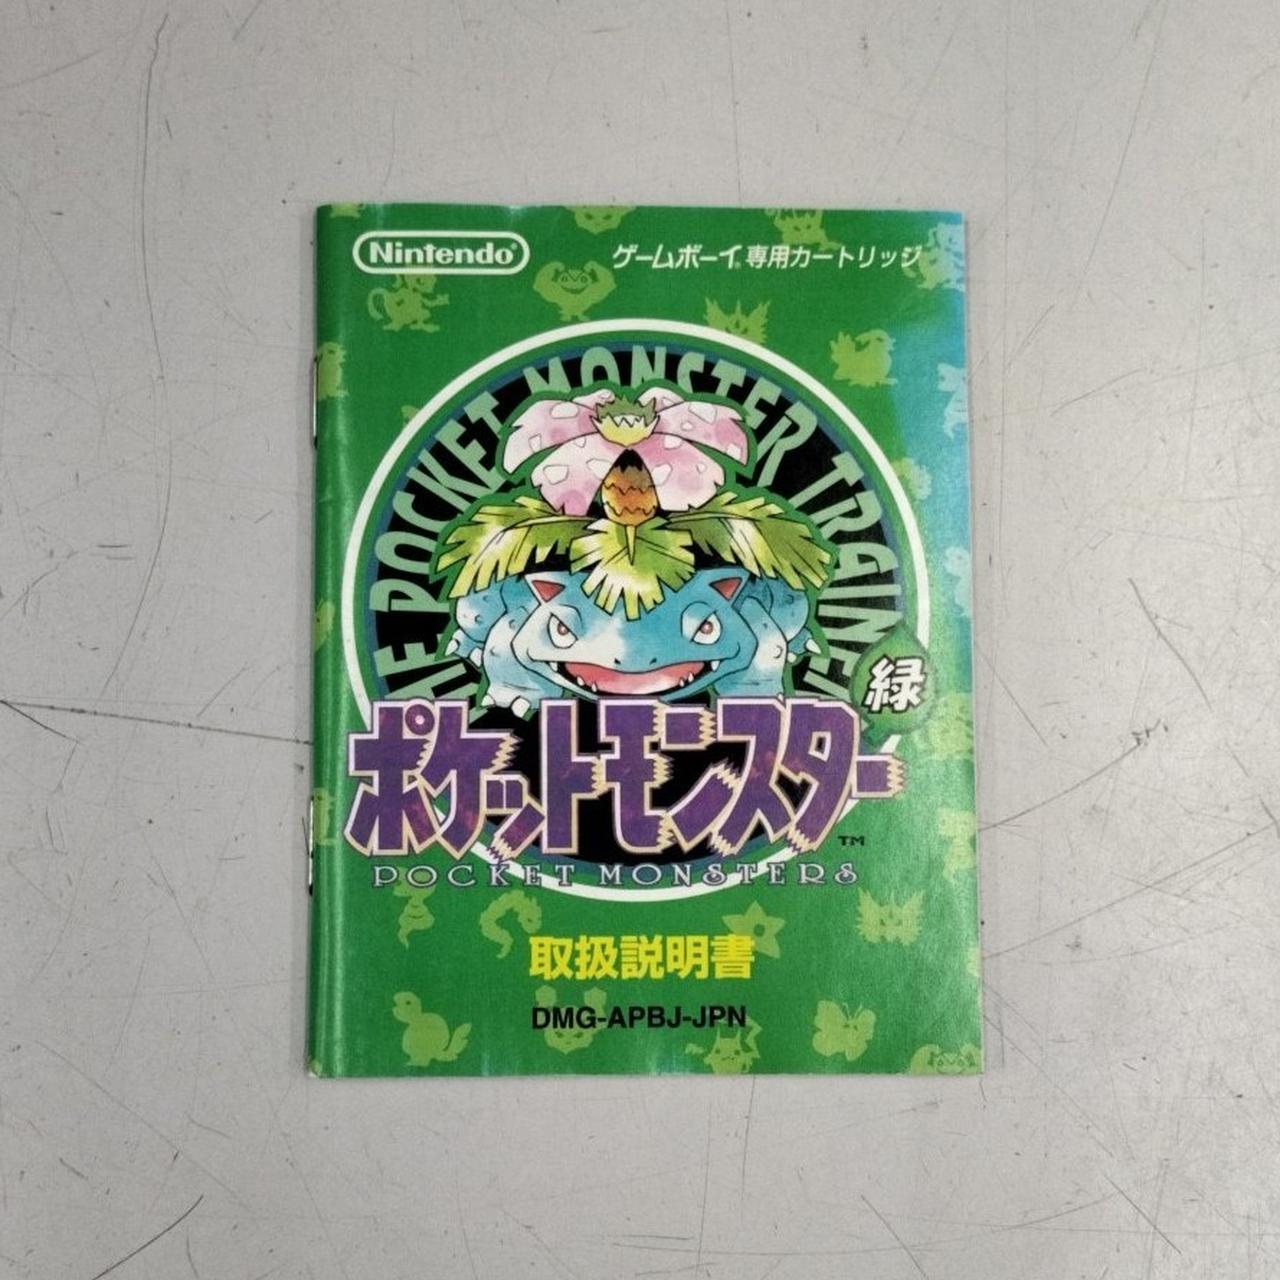 Nintendo®
ゲームボーイ®専用カートリッジ
THE POCKET MONSTER TRAINER
緑
ポケットモンスター
TM
POCKET MONSTERS
取扱説明書
DMG-APBJ-JPN